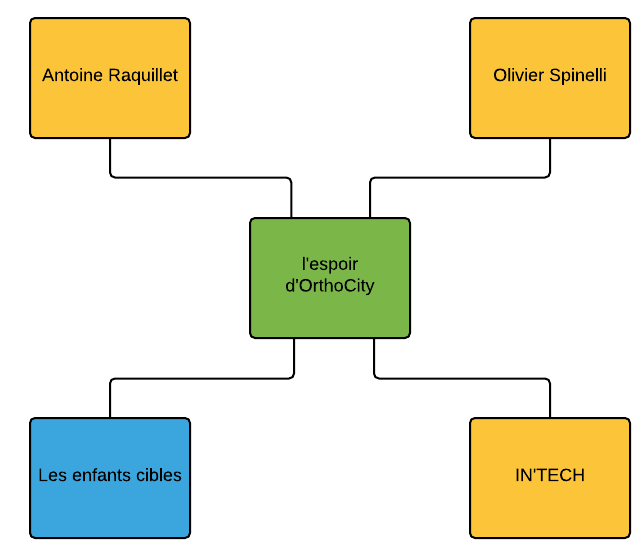 Antoine Raquillet
Olivier Spinelli
l'espoir
d'OrthoCity
Les enfants cibles
IN'TECH